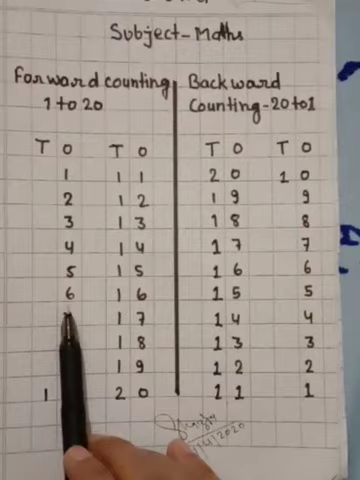 Subject-Maths
Forward counting
1 to 20
Backward
Counting-20to1
T O T O T O T O
1 1 1 2 0 1 0
2 1 2 1 9 9
3 1 3 1 8 8
4 1 4 1 7 7
5 1 5 1 6 6
6 1 6 1 5 5
1 7 1 4 4
1 8 1 3 3
1 9 1 2 2
1 2 0 1 1 1